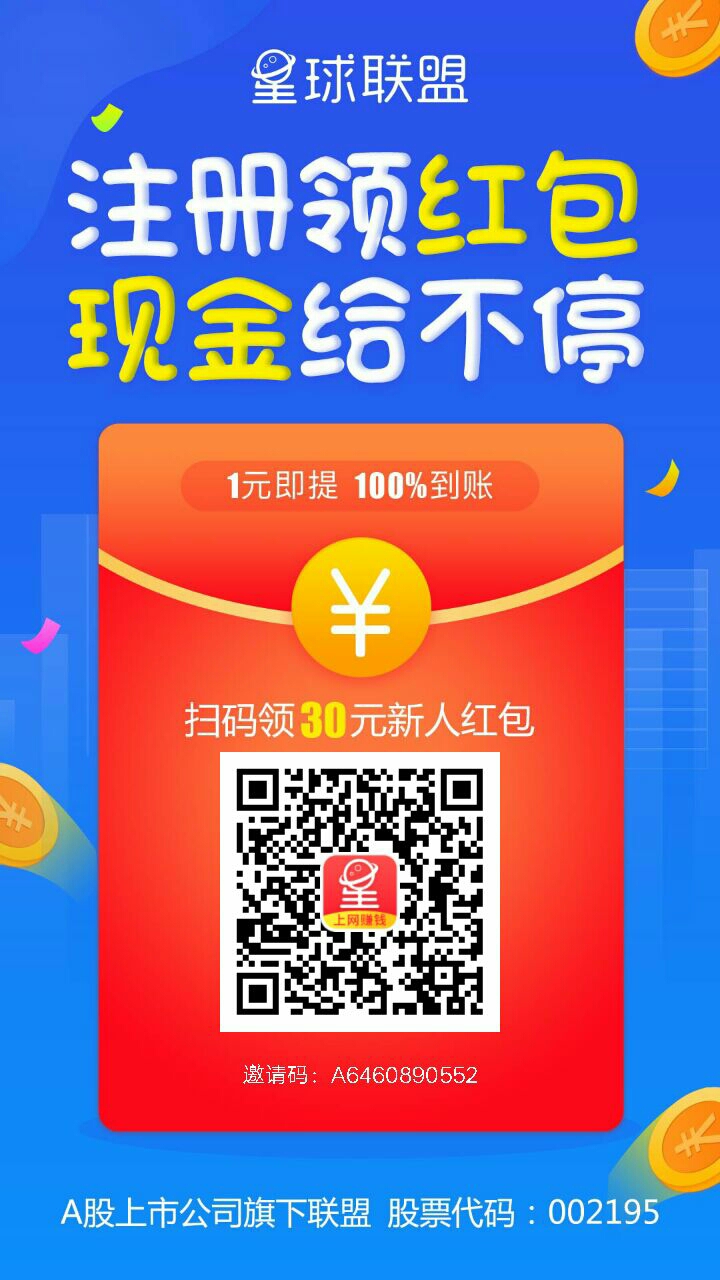 星球联盟
注册领红包
现金给不停
1元即提 100%到账
¥
扫码领30元新人红包
星
上网赚钱
邀请码：A6460890552
A股上市公司旗下联盟 股票代码：002195